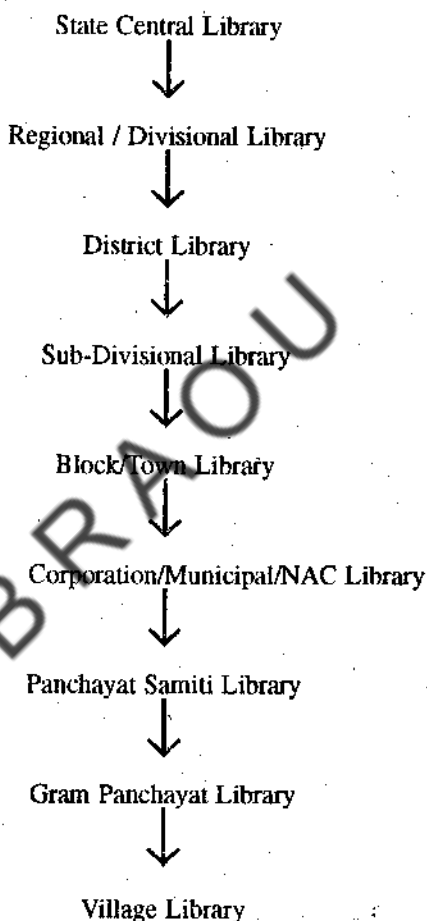 State Central Library
Regional / Divisional Library
District Library
Sub-Divisional Library
Block/Town Library
Corporation/Municipal/NAC Library
Panchayat Samiti Library
Gram Panchayat Library
Village Library
BRAOU